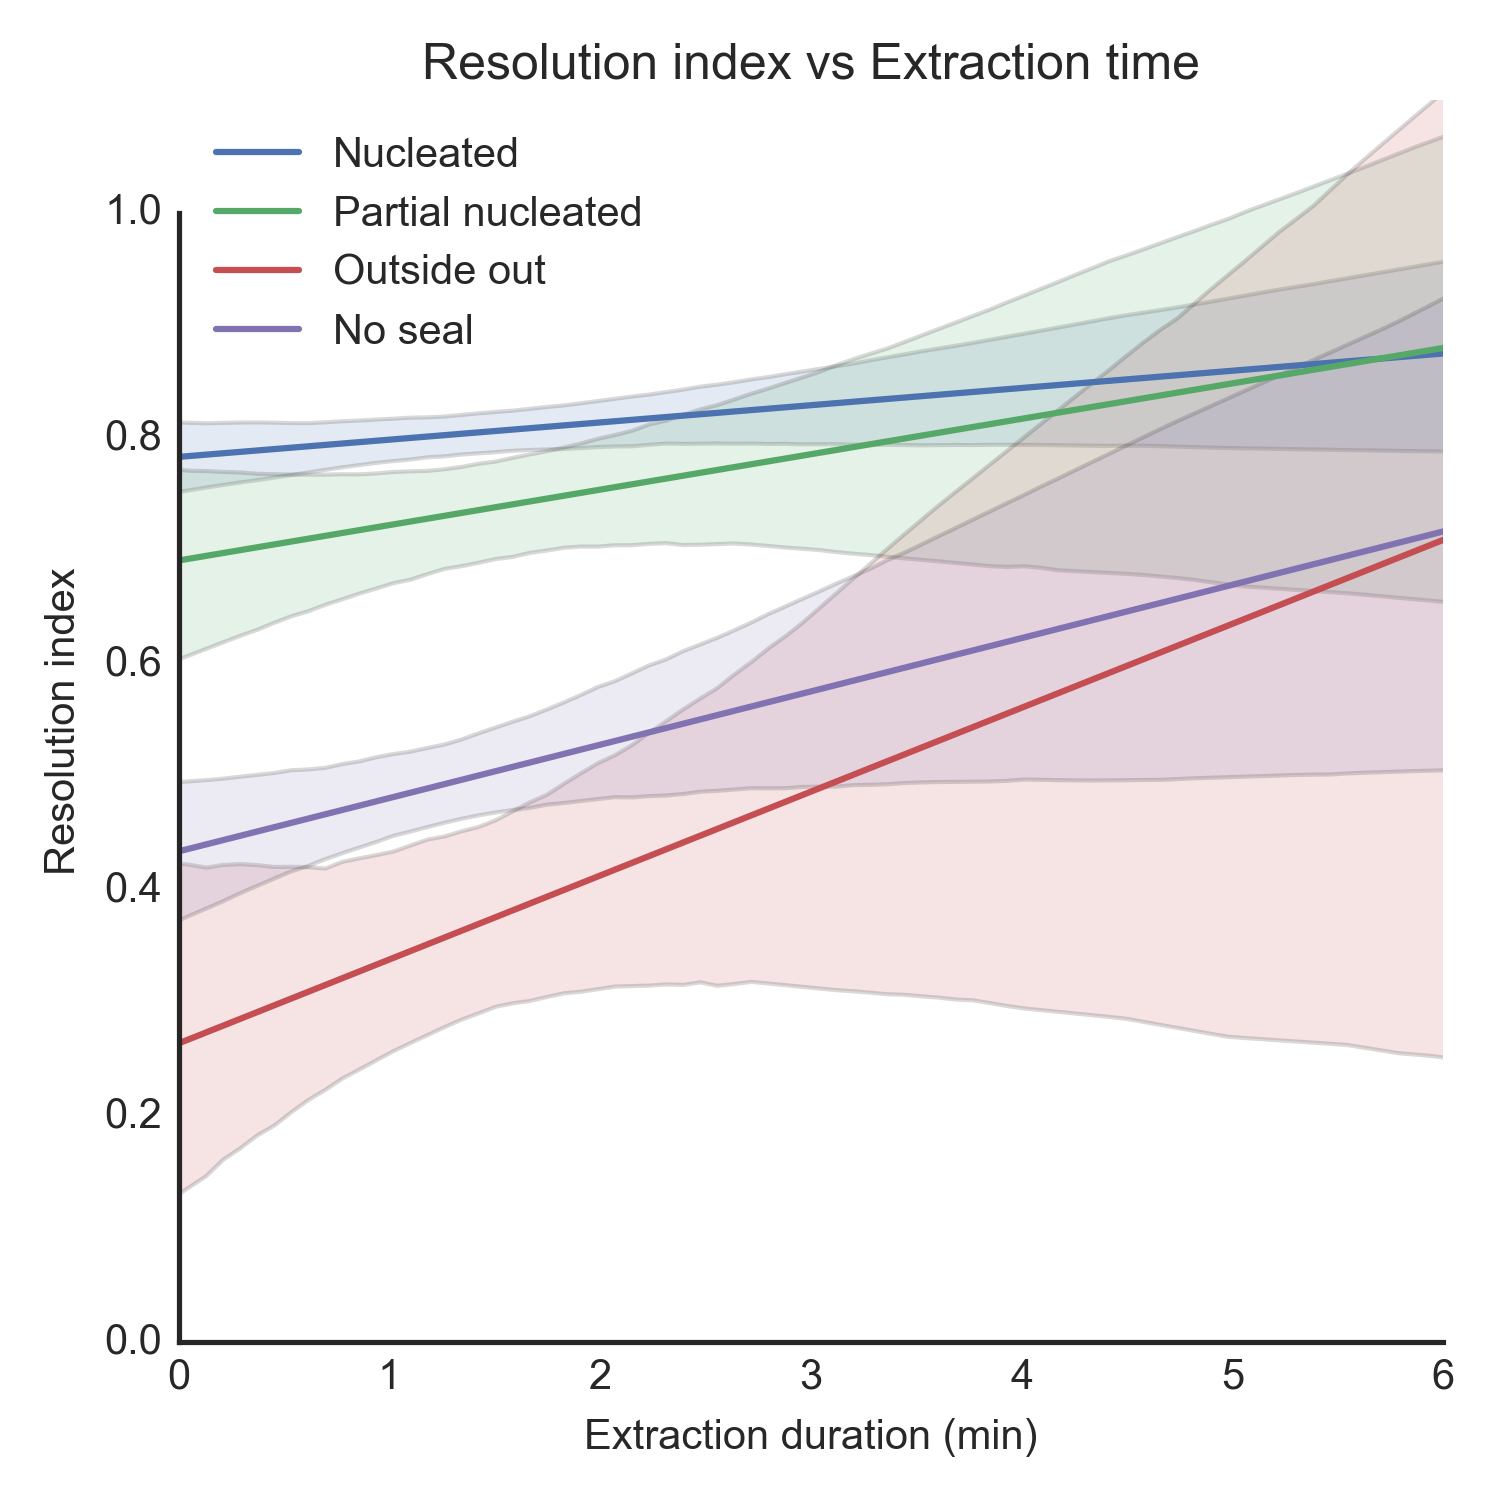 Resolution index vs Extraction time
Nucleated
Partial nucleated
Outside out
No seal
1.0
0.8
0.6
0.4
0.2
0.0
Resolution index
0 1 2 3 4 5 6
Extraction duration (min)